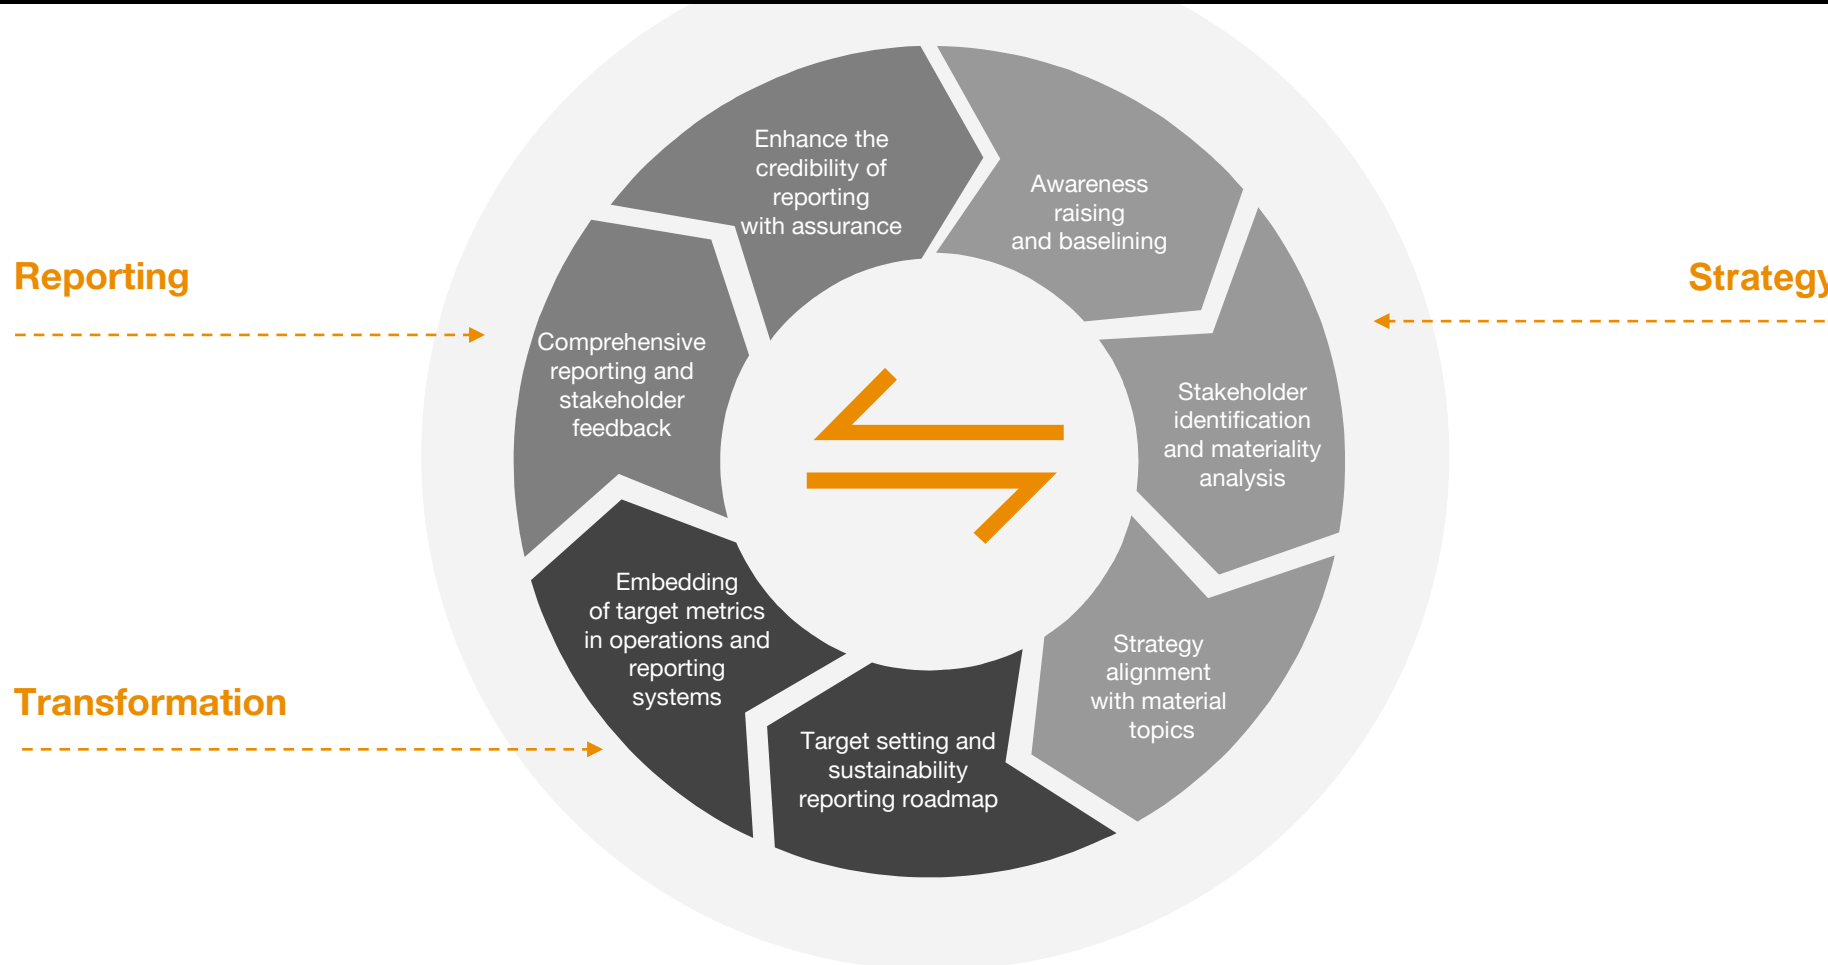 Enhance the
credibility of
reporting
with assurance
Awareness
raising
and baselining
Reporting
Strategy
Comprehensive
reporting and
stakeholder
feedback
Stakeholder
identification
and materiality
analysis
Embedding
of target metrics
in operations and
reporting
systems
Strategy
alignment
with material
topics
Transformation
Target setting and
sustainability
reporting roadmap